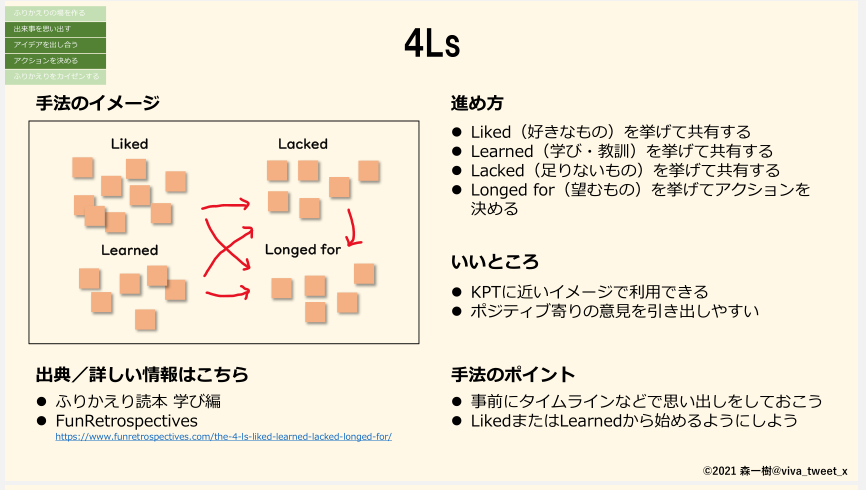 ふりかえりの場を作る
出来事を思い出す
アイデアを出し合う
アクションを決める
ふりかえりをカイゼンする
4Ls
手法のイメージ
Liked
Lacked
Learned
Longed for
出典／詳しい情報はこちら
● ふりかえり読本 学び編
● FunRetrospectives
https://www.funretrospectives.com/the-4-ls-liked-learned-lacked-longed-for/
進め方
● Liked（好きなもの）を挙げて共有する
● Learned（学び・教訓）を挙げて共有する
● Lacked（足りないもの）を挙げて共有する
● Longed for（望むもの）を挙げてアクションを
決める
いいところ
● KPTに近いイメージで利用できる
● ポジティブ寄りの意見を引き出しやすい
手法のポイント
● 事前にタイムラインなどで思い出しをしておこう
● LikedまたはLearnedから始めるようにしよう
©2021 森一樹@viva_tweet_x